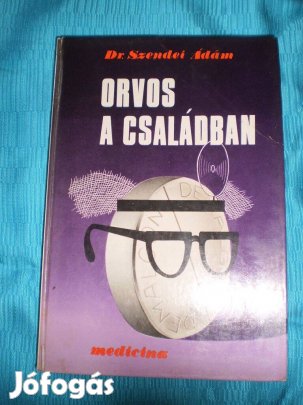 Dr. Szendei Ádám
ORVOS
A CSALÁDBAN
medicina
Jófogás